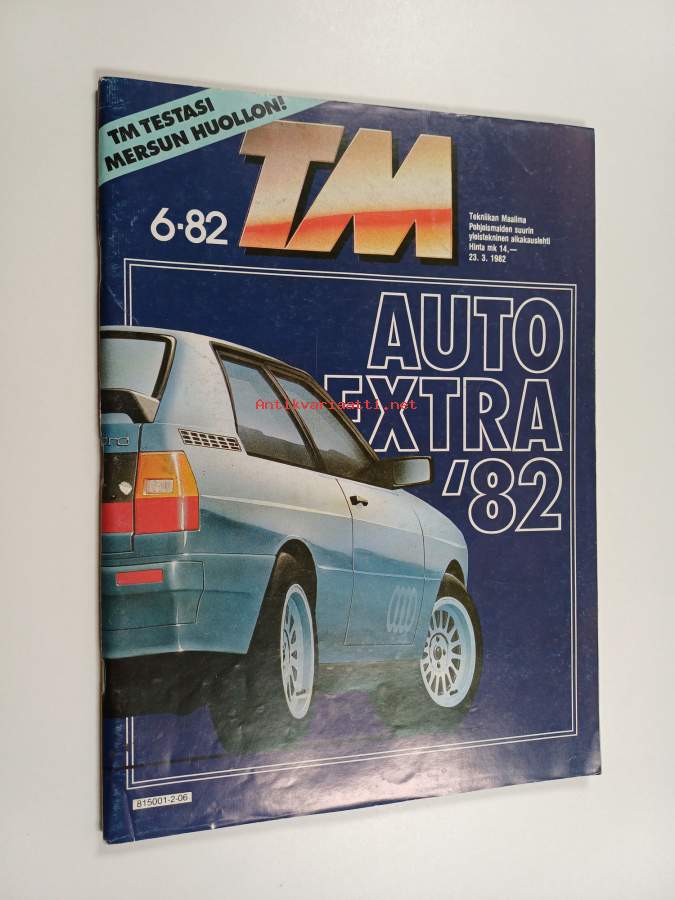 TM TESTASI
MERSUN HUOLLON!
TM
6•82
Tekniikan Maailma
Pohjoismaiden suurin
yleistekninen aikakauslehti
Hinta mk 14,—
23. 3. 1982
AUTO
EXTRA
'82
Antikvariaatti.net
815001-2-06